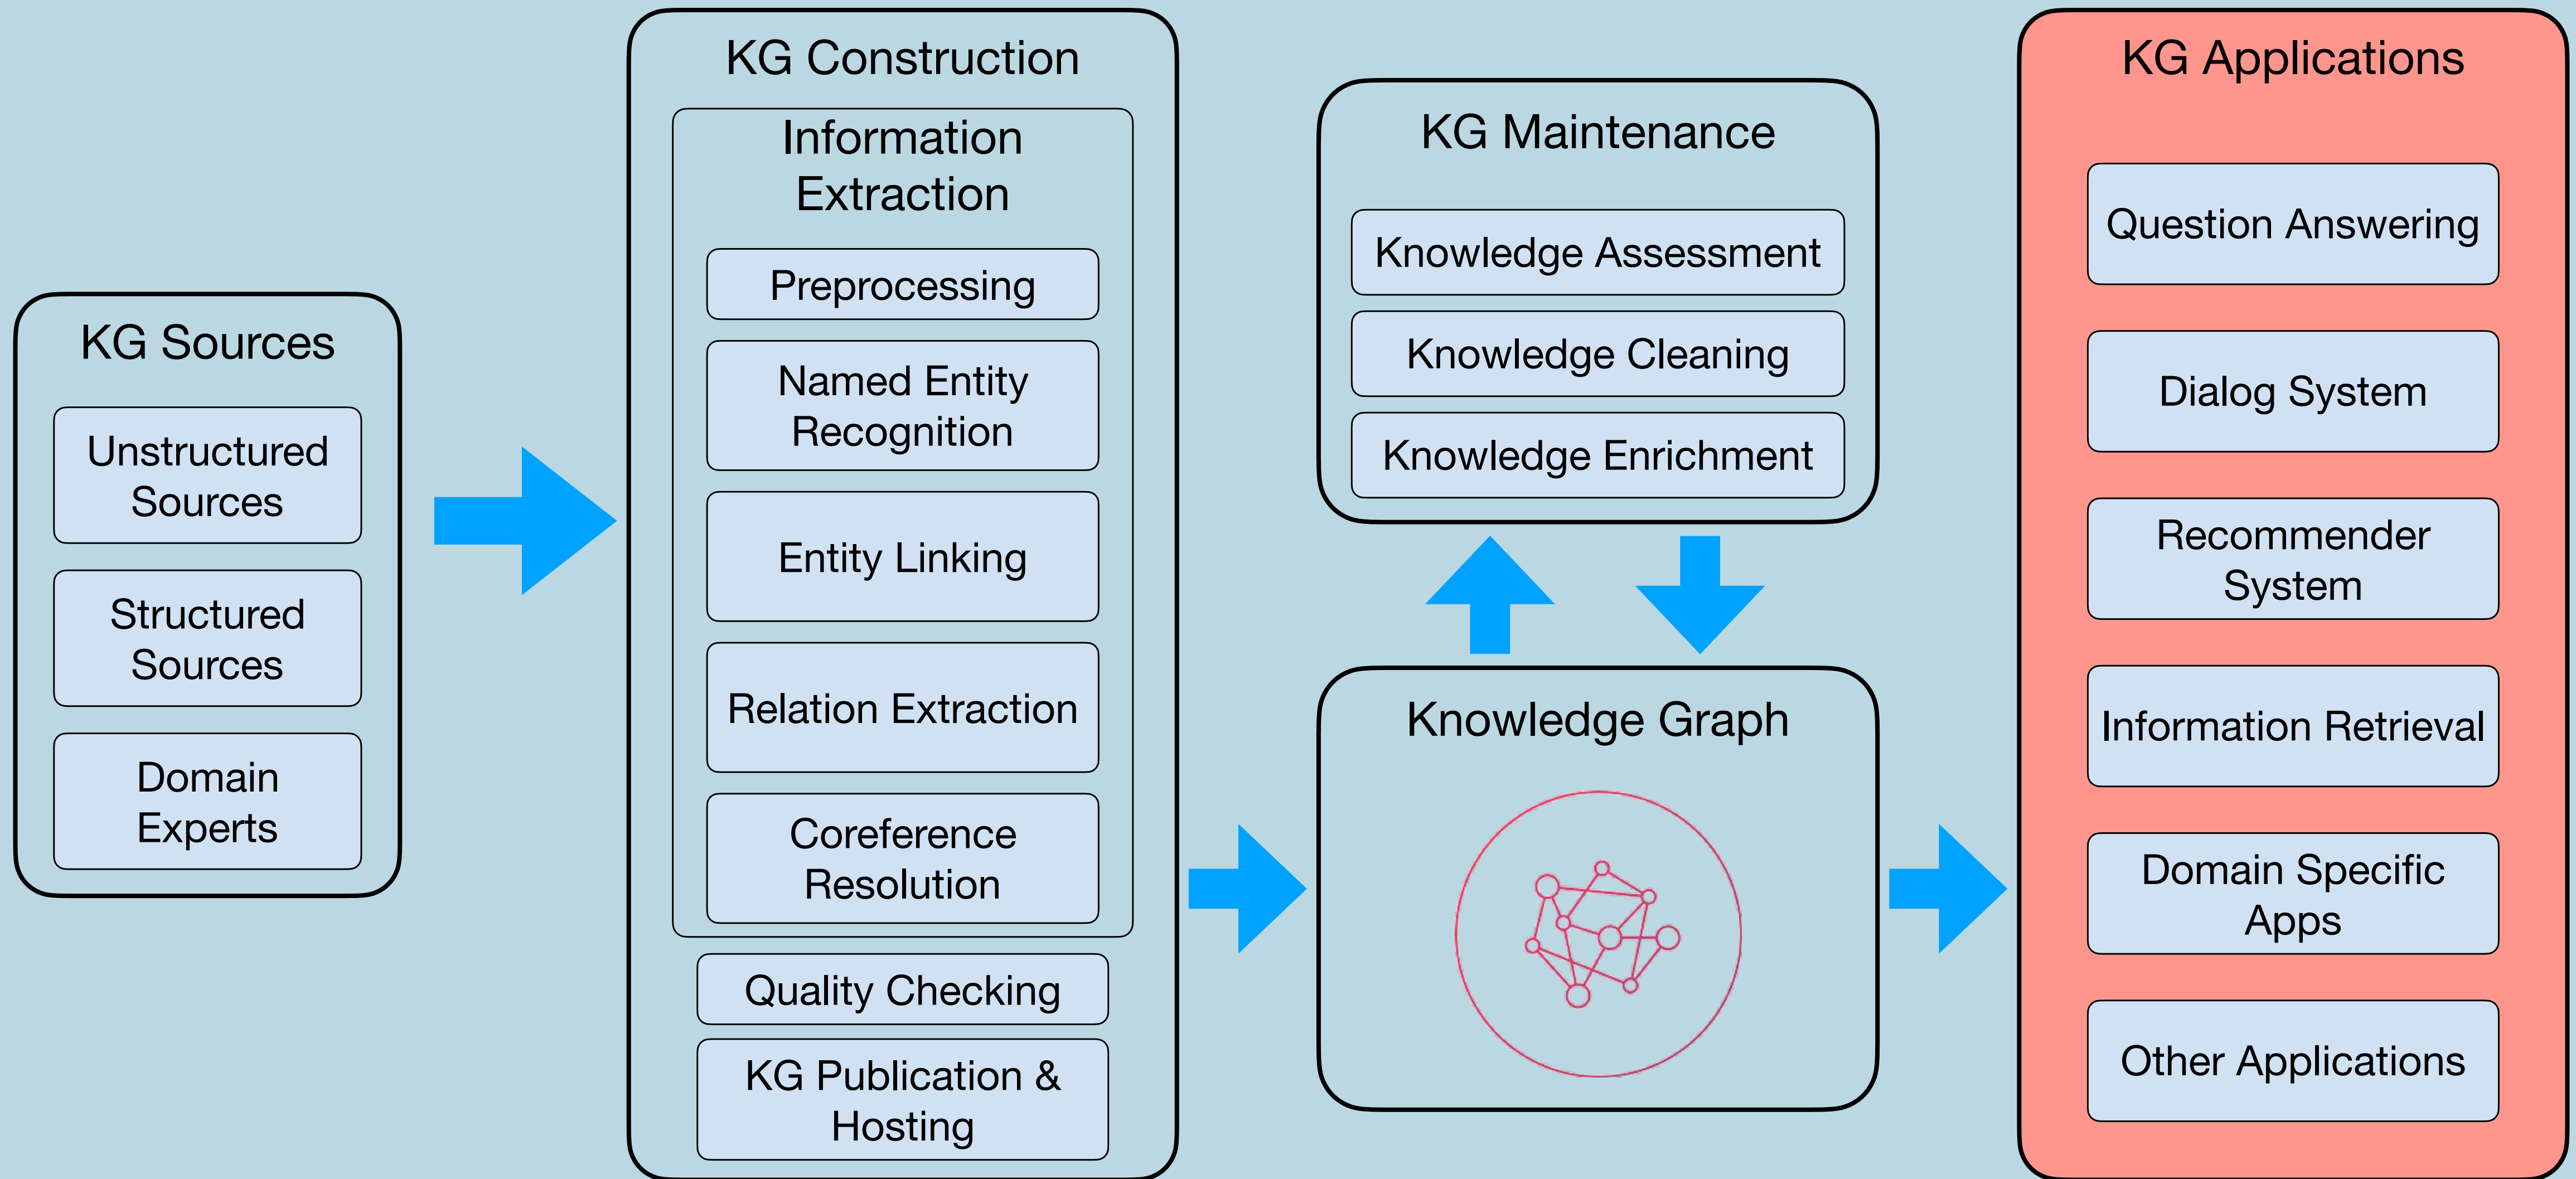 KG Sources
Unstructured
Sources
Structured
Sources
Domain
Experts
KG Construction
Information
Extraction
Preprocessing
Named Entity
Recognition
Entity Linking
Relation Extraction
Coreference
Resolution
Quality Checking
KG Publication &
Hosting
KG Maintenance
Knowledge Assessment
Knowledge Cleaning
Knowledge Enrichment
Knowledge Graph
KG Applications
Question Answering
Dialog System
Recommender
System
Information Retrieval
Domain Specific
Apps
Other Applications